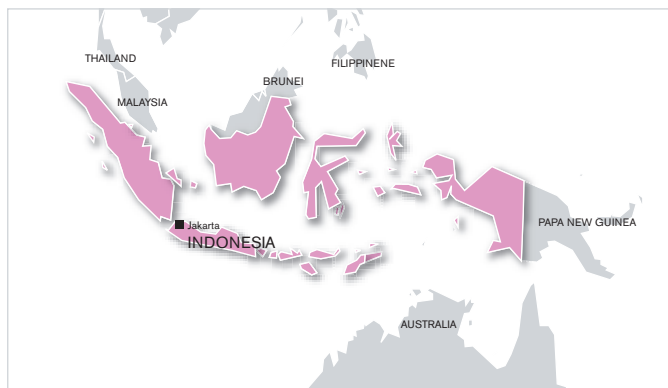 THAILAND
FILIPPINENE
BRUNEI
MALAYSIA
Jakarta
INDONESIA
PAPA NEW GUINEA
AUSTRALIA